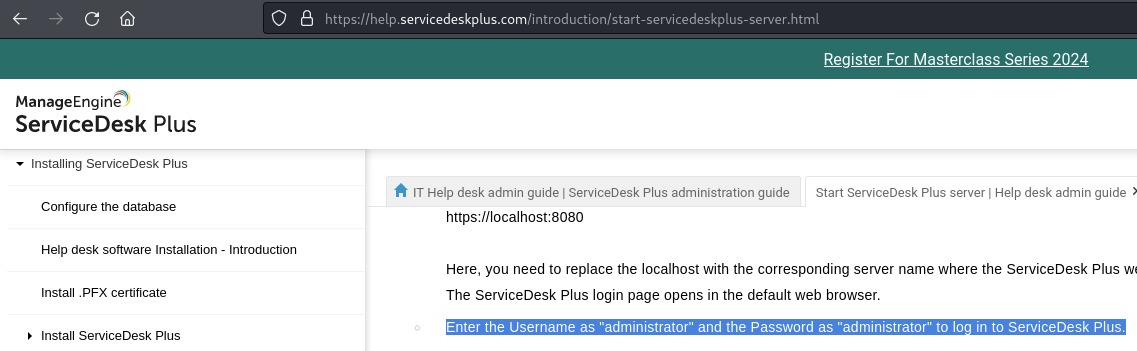 https://help.servicedeskplus.com/introduction/start-servicedeskplus-server.html
Register For Masterclass Series 2024
ManageEngine
ServiceDesk Plus
Installing ServiceDesk Plus
Configure the database
Help desk software Installation - Introduction
Install .PFX certificate
Install ServiceDesk Plus
IT Help desk admin guide | ServiceDesk Plus administration guide
Start ServiceDesk Plus server | Help desk admin guide
https://localhost:8080
Here, you need to replace the localhost with the corresponding server name where the ServiceDesk Plus we
The ServiceDesk Plus login page opens in the default web browser.
Enter the Username as "administrator" and the Password as "administrator" to log in to ServiceDesk Plus.